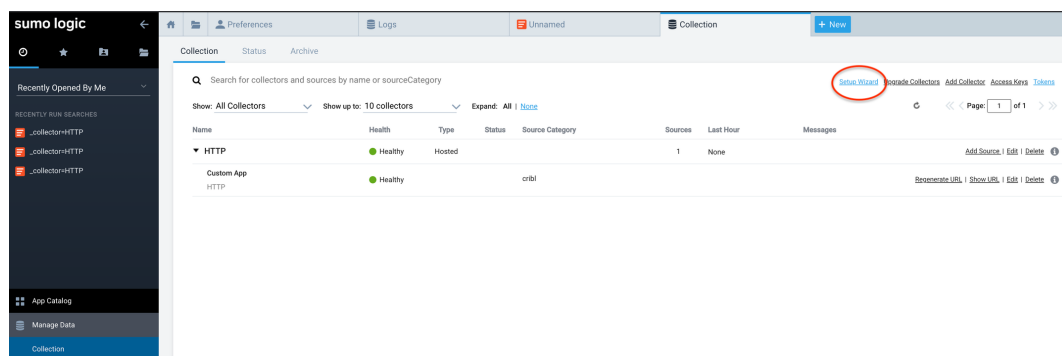 sumo logic
Preferences
Logs
Unnamed
Collection
+ New
Recently Opened By Me
RECENTLY RUN SEARCHES
_collector=HTTP
_collector=HTTP
_collector=HTTP
App Catalog
Manage Data
Collection
Collection Status Archive
Search for collectors and sources by name or sourceCategory
Setup Wizard Upgrade Collectors Add Collector Access Keys Tokens
Show: All Collectors Show up to: 10 collectors Expand: All | None Page: 1 of 1
Name Health Type Status Source Category Sources Last Hour Messages
HTTP Healthy Hosted 1 None Add Source | Edit | Delete
Custom App
HTTP
Healthy cribl Regenerate URL | Show URL | Edit | Delete